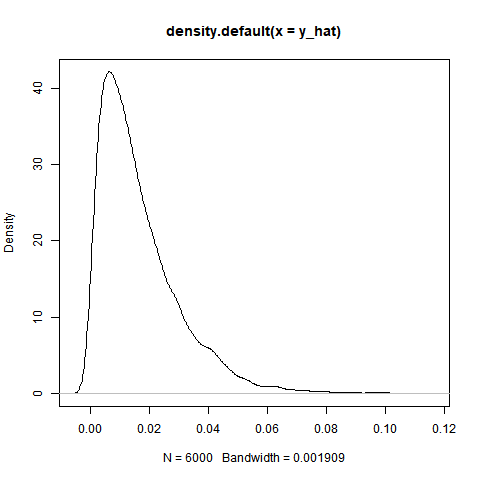 density.default(x = y_hat)
Density
40
30
20
10
0
0.00 0.02 0.04 0.06 0.08 0.10 0.12
N = 6000 Bandwidth = 0.001909